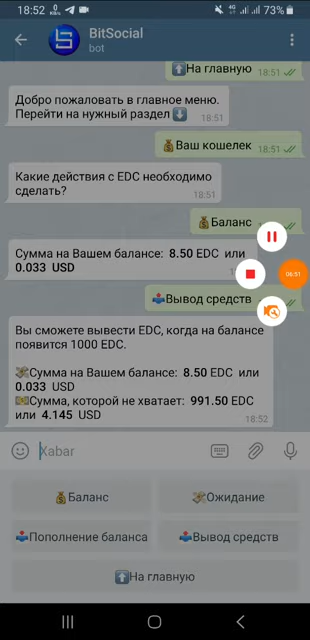 18:52
73%
BitSocial
bot
⬆️На главную
18:51
Добро пожаловать в главное меню.
Перейти на нужный раздел ⬇️
18:51
💰Ваш кошелек 18:51
Какие действия с EDC необходимо
сделать?
18:51
💰Баланс
Сумма на Вашем балансе: 8.50 EDC или
0.033 USD
06:51
📤Вывод средств
Вы сможете вывести EDC, когда на балансе
появится 1000 EDC.
💸Сумма на Вашем балансе: 8.50 EDC или
0.033 USD
💴Сумма, которой не хватает: 991.50 EDC
или 4.145 USD
18:52
Xabar
💰Баланс
💸Ожидание
📥Пополнение баланса
📤Вывод средств
⬆️На главную